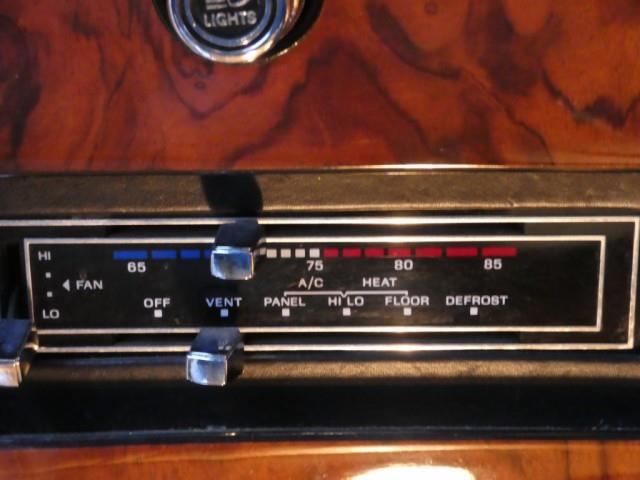 LIGHTS
HI
65 75 80 85
FAN
A/C HEAT
LO OFF VENT PANEL HI LO FLOOR DEFROST